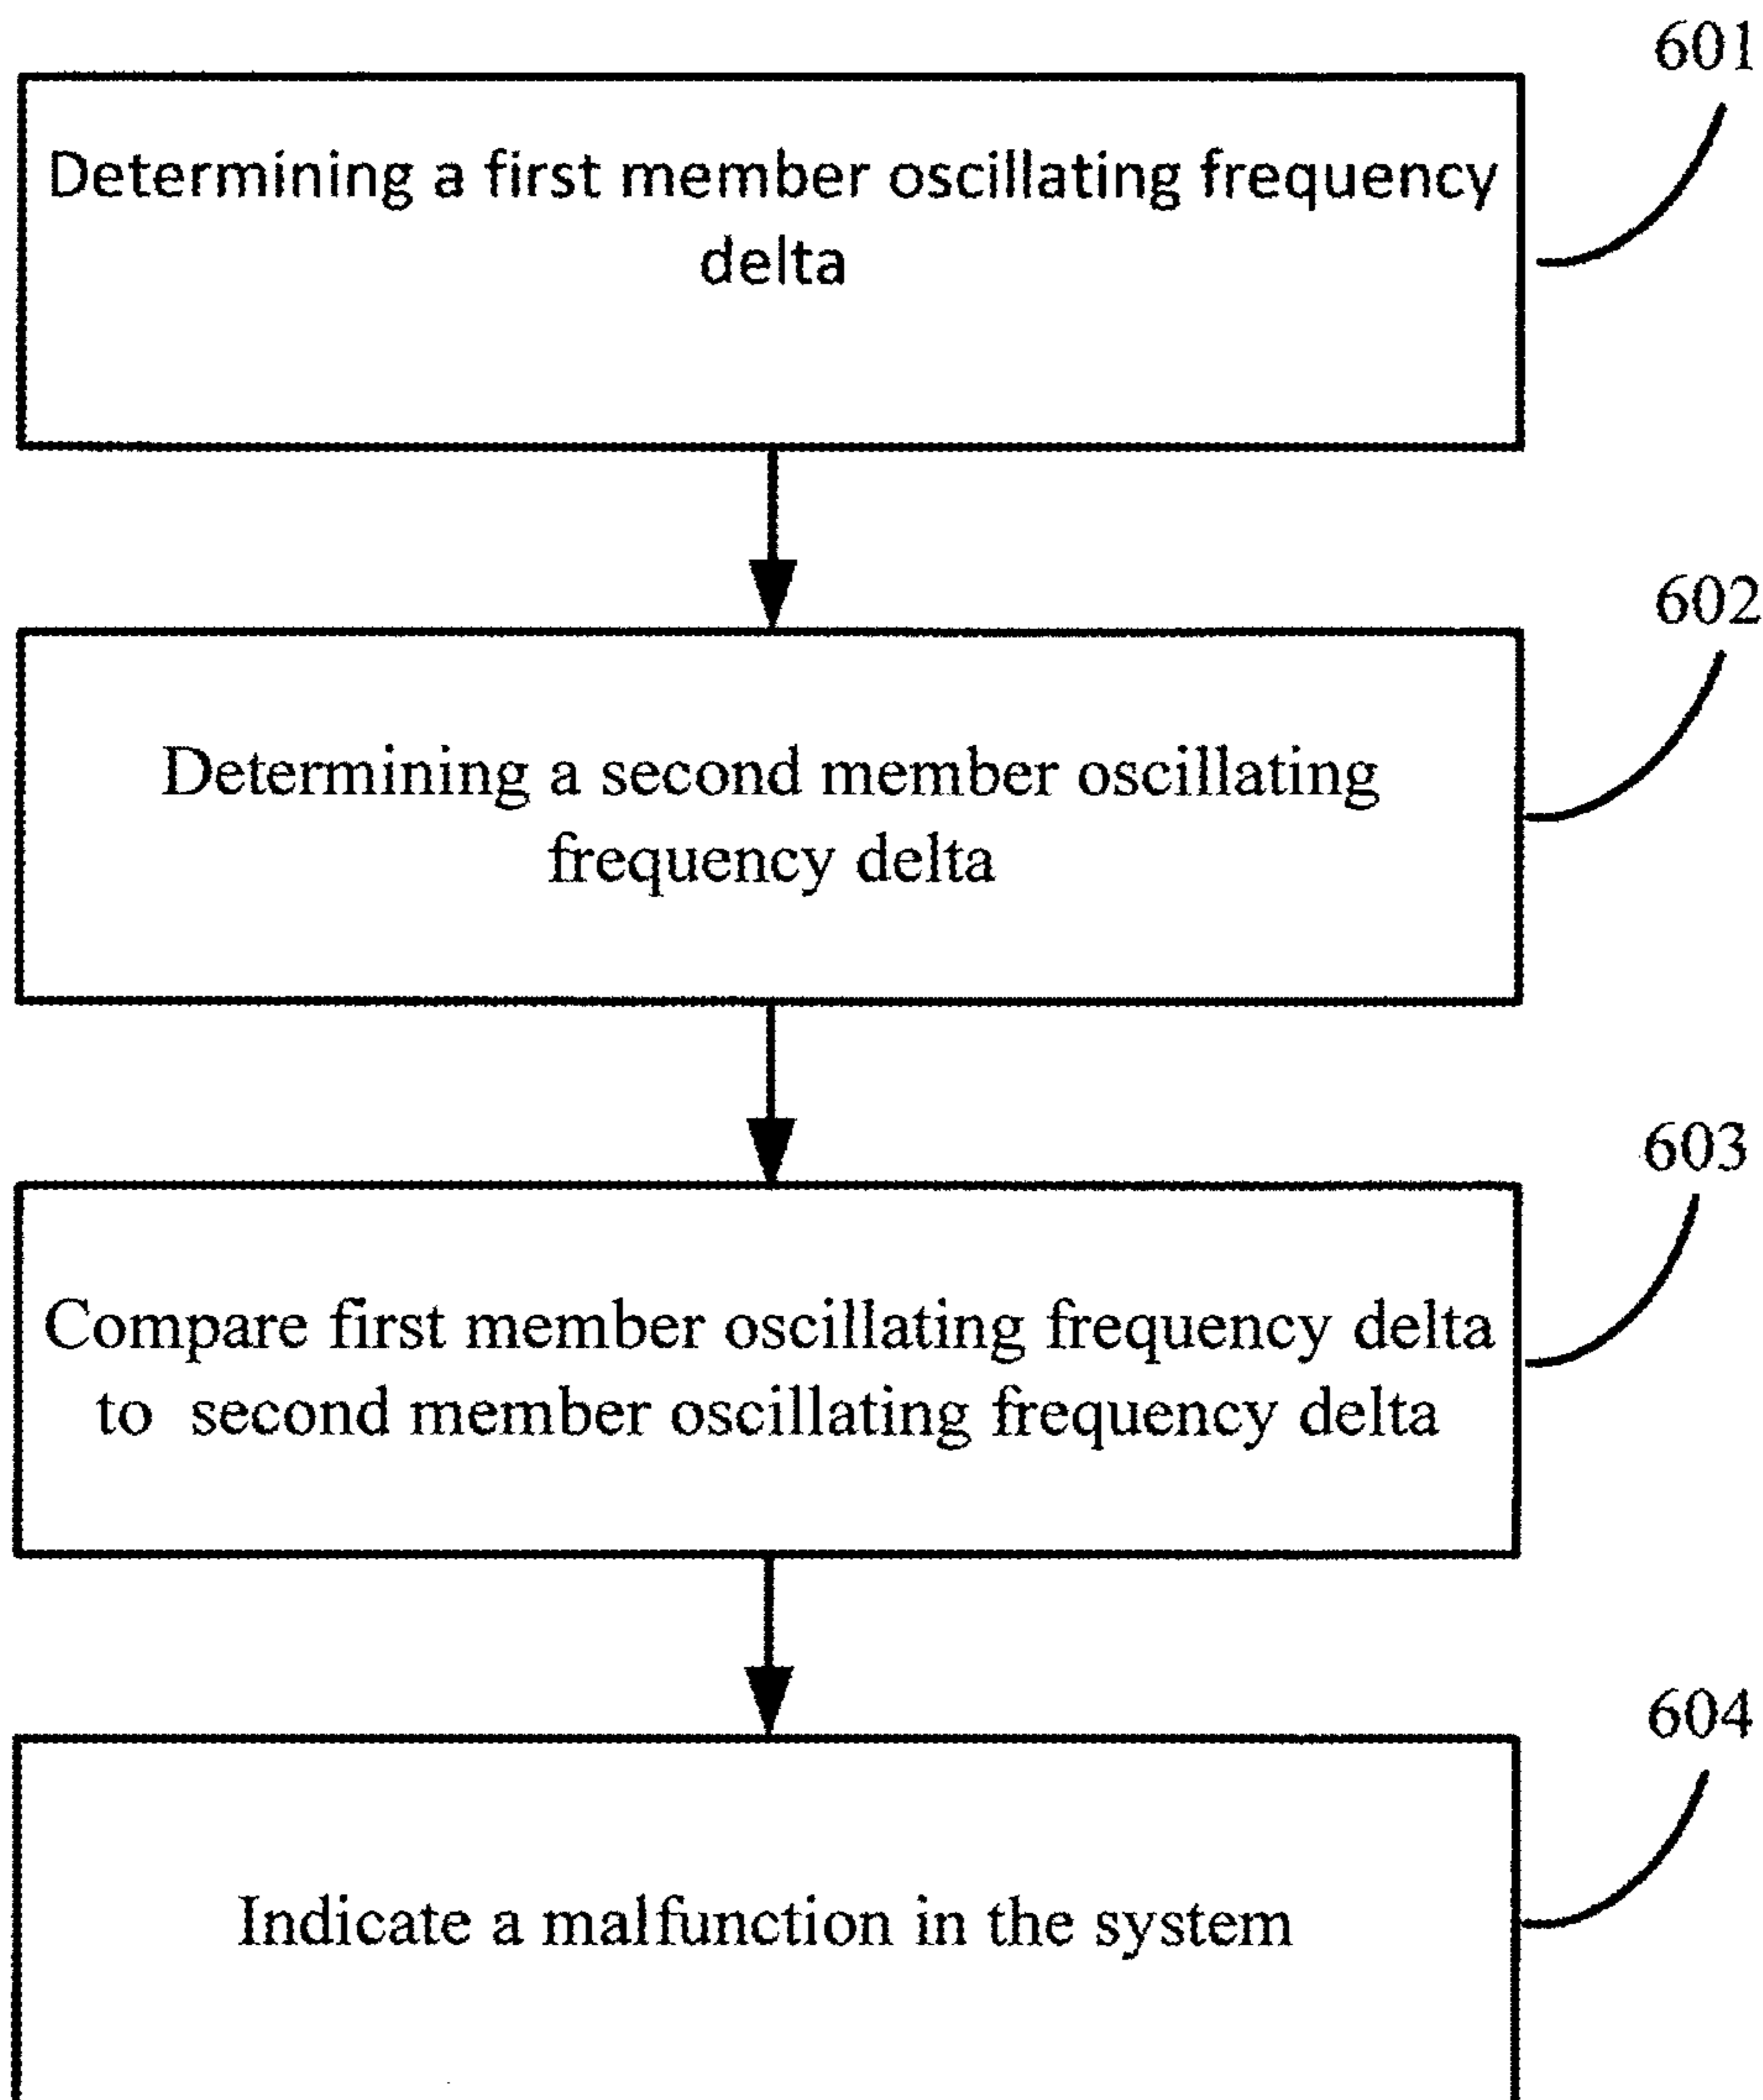 601
Determining a first member oscillating frequency
delta
602
Determining a second member oscillating
frequency delta
603
Compare first member oscillating frequency delta
to second member oscillating frequency delta
604
Indicate a malfunction in the system